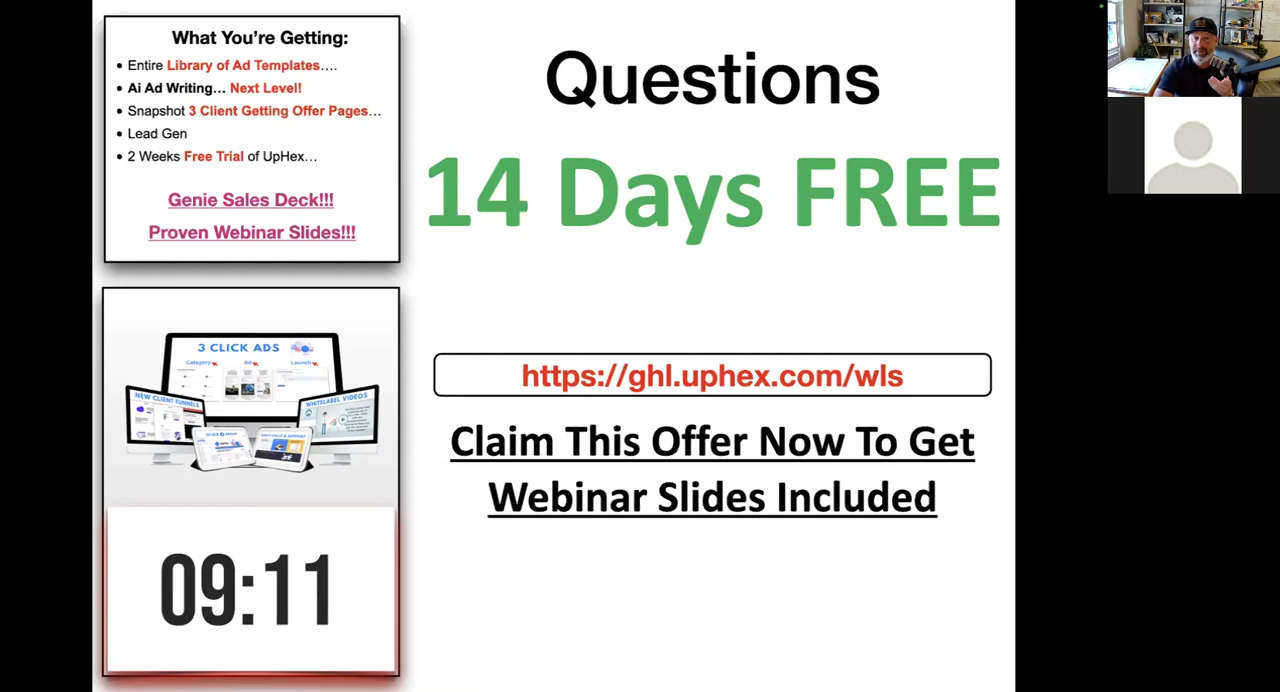 What You're Getting:
• Entire Library of Ad Templates….
• Ai Ad Writing… Next Level!
• Snapshot 3 Client Getting Offer Pages…
• Lead Gen
• 2 Weeks Free Trial of UpHex…
Genie Sales Deck!!!
Proven Webinar Slides!!!
3 CLICK ADS
Category
Ad
Launch
NEW CLIENT FUNNELS
WHITELABEL VIDEOS
09:11
Questions
14 Days FREE
https://ghl.uphex.com/wls
Claim This Offer Now To Get
Webinar Slides Included